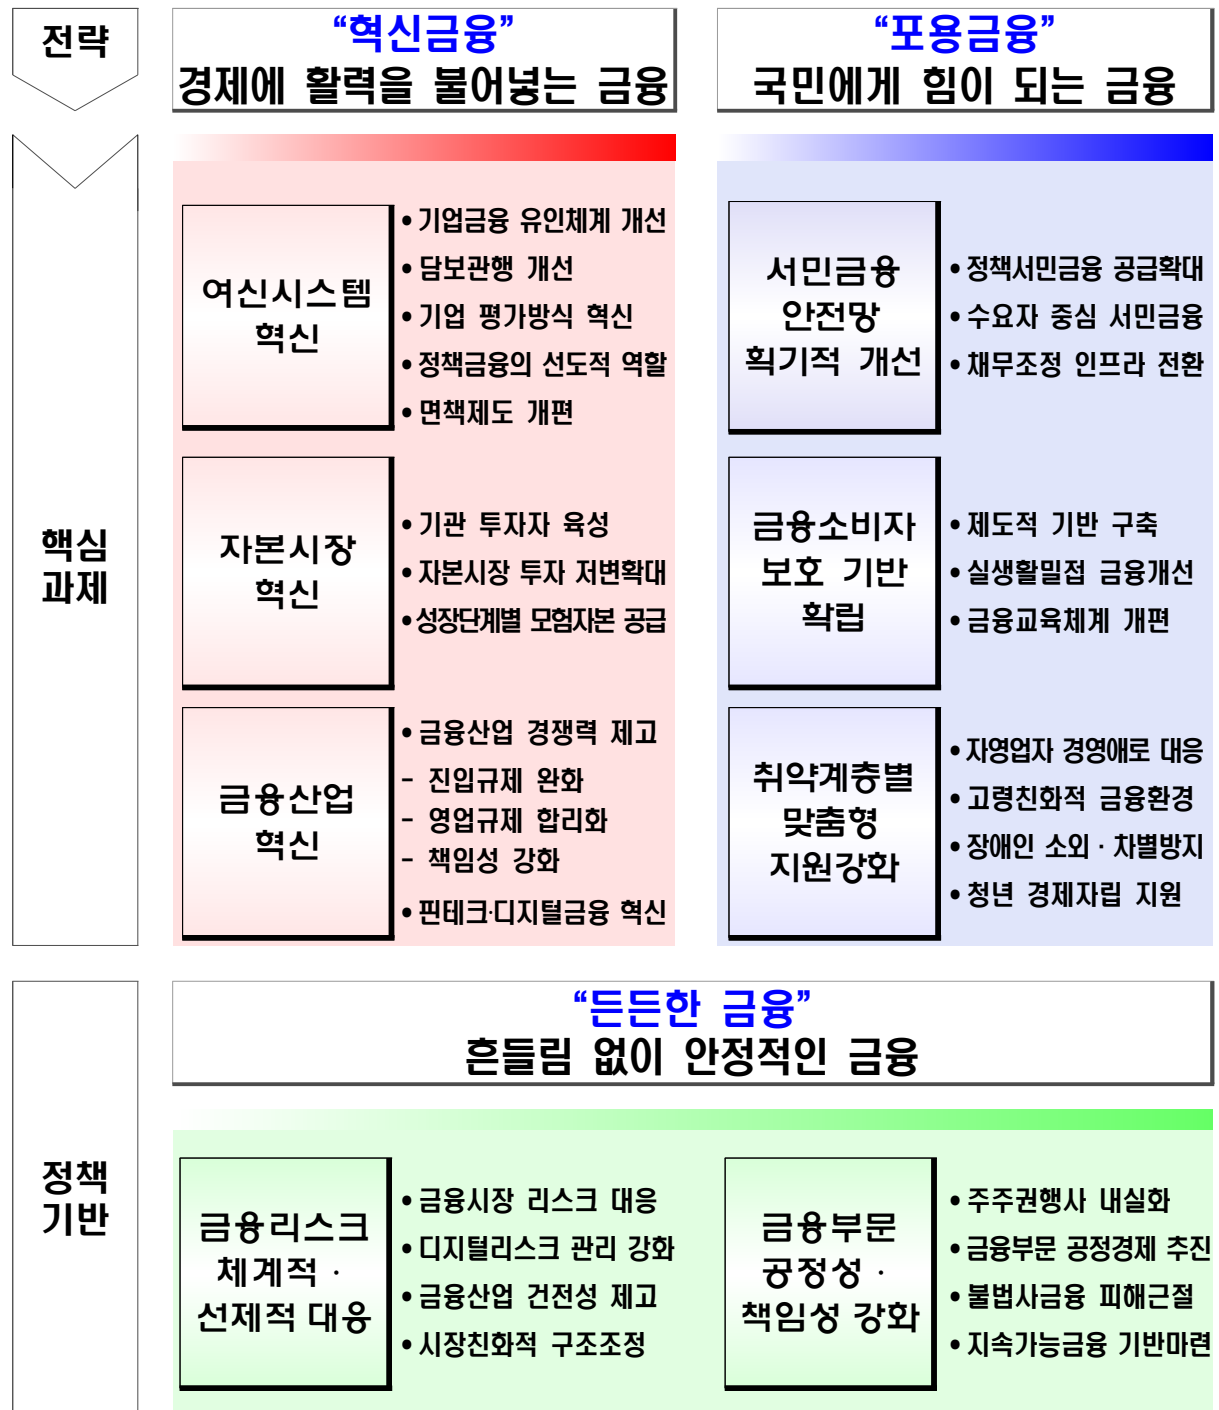 전략
“혁신금융”
경제에 활력을 불어넣는 금융
“포용금융”
국민에게 힘이 되는 금융
핵심
과제
여신시스템
혁신
• 기업금융 유인체계 개선
• 담보관행 개선
• 기업 평가방식 혁신
• 정책금융의 선도적 역할
• 면책제도 개편
자본시장
혁신
• 기관 투자자 육성
• 자본시장 투자 저변확대
• 성장단계별 모험자본 공급
금융산업
혁신
• 금융산업 경쟁력 제고
- 진입규제 완화
- 영업규제 합리화
- 책임성 강화
• 핀테크·디지털금융 혁신
서민금융
안전망
획기적 개선
• 정책서민금융 공급확대
• 수요자 중심 서민금융
• 채무조정 인프라 전환
금융소비자
보호 기반
확립
• 제도적 기반 구축
• 실생활밀접 금융개선
• 금융교육체계 개편
취약계층별
맞춤형
지원강화
• 자영업자 경영애로 대응
• 고령친화적 금융환경
• 장애인 소외 · 차별방지
• 청년 경제자립 지원
정책
기반
“든든한 금융”
흔들림 없이 안정적인 금융
금융리스크
체계적 ·
선제적 대응
• 금융시장 리스크 대응
• 디지털리스크 관리 강화
• 금융산업 건전성 제고
• 시장친화적 구조조정
금융부문
공정성 ·
책임성 강화
• 주주권행사 내실화
• 금융부문 공정경제 추진
• 불법사금융 피해근절
• 지속가능금융 기반마련